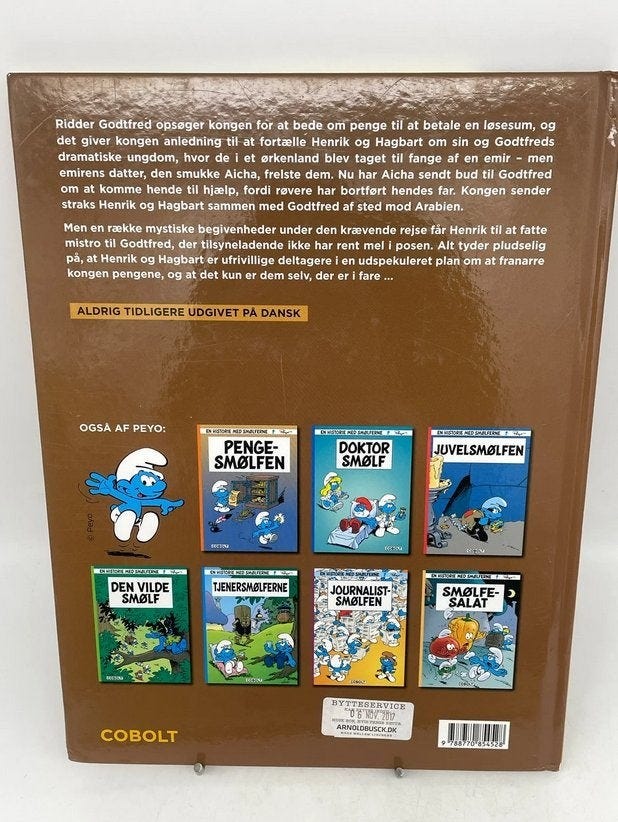 Ridder Godtfred opsøger kongen for at bede om penge til at betale en løsesum, og
det giver kongen anledning til at fortælle Henrik og Hagbart om sin og Godtfreds
dramatiske ungdom, hvor de i et ørkenland blev taget til fange af en emir – men
emirens datter, den smukke Aicha, frelste dem. Nu har Aicha sendt bud til Godtfred
om at komme hende til hjælp, fordi røvere har bortført hendes far. Kongen sender
straks Henrik og Hagbart sammen med Godtfred af sted mod Arabien.
Men en række mystiske begivenheder under den krævende rejse får Henrik til at fatte
mistro til Godtfred, der tilsyneladende ikke har rent mel i posen. Alt tyder pludselig
på, at Henrik og Hagbart er ufrivillige deltagere i en udspekuleret plan om at franarre
kongen pengene, og at det kun er dem selv, der er i fare ...
ALDRIG TIDLIGERE UDGIVET PÅ DANSK
OGSÅ AF PEYO:
© Peyo
EN HISTORIE MED SMØLFERNE
PENGE-
SMØLFEN
COBOLT
EN HISTORIE MED SMØLFERNE
DOKTOR
SMØLF
COBOLT
EN HISTORIE MED SMØLFERNE
JUVELSMØLFEN
COBOLT
EN HISTORIE MED SMØLFERNE
DEN VILDE
SMØLF
COBOLT
EN HISTORIE MED SMØLFERNE
TJENERSMØLFERNE
COBOLT
EN HISTORIE MED SMØLFERNE
JOURNALIST-
SMØLFEN
COBOLT
EN HISTORIE MED SMØLFERNE
SMØLFE-
SALAT
COBOLT
COBOLT
BYTTESERVICE
06 NOV. 2017
ARNOLDBUSCK.DK
9 788770 854528